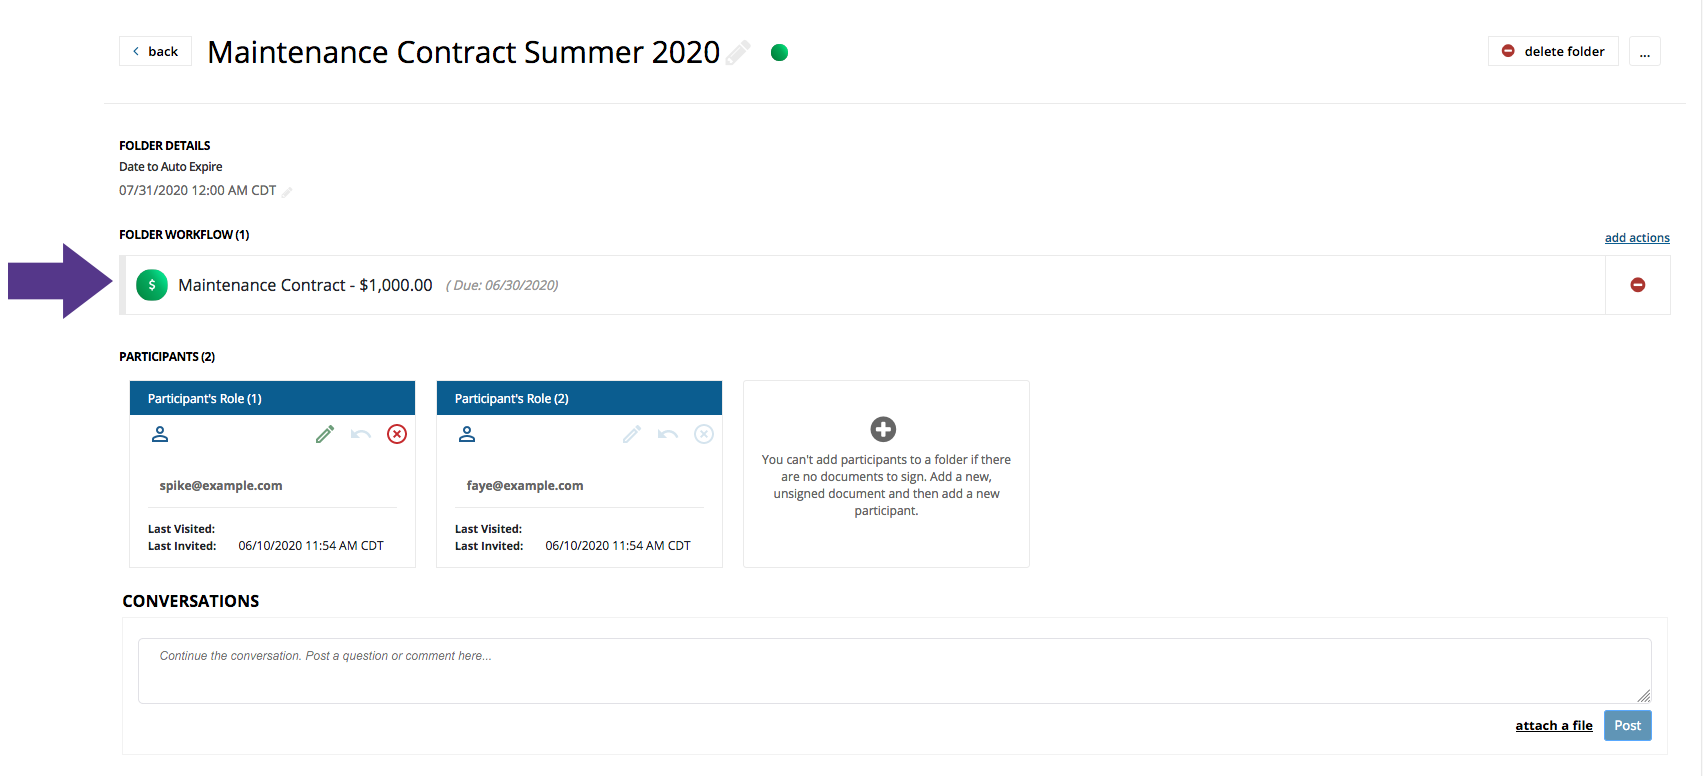 back
Maintenance Contract Summer 2020
delete folder
...
FOLDER DETAILS
Date to Auto Expire
07/31/2020 12:00 AM CDT
FOLDER WORKFLOW (1)
add actions
$
Maintenance Contract - $1,000.00
( Due: 06/30/2020)
PARTICIPANTS (2)
Participant's Role (1)
spike@example.com
Last Visited:
Last Invited: 06/10/2020 11:54 AM CDT
Participant's Role (2)
faye@example.com
Last Visited:
Last Invited: 06/10/2020 11:54 AM CDT
You can't add participants to a folder if there
are no documents to sign. Add a new,
unsigned document and then add a new
participant.
CONVERSATIONS
Continue the conversation. Post a question or comment here...
attach a file
Post